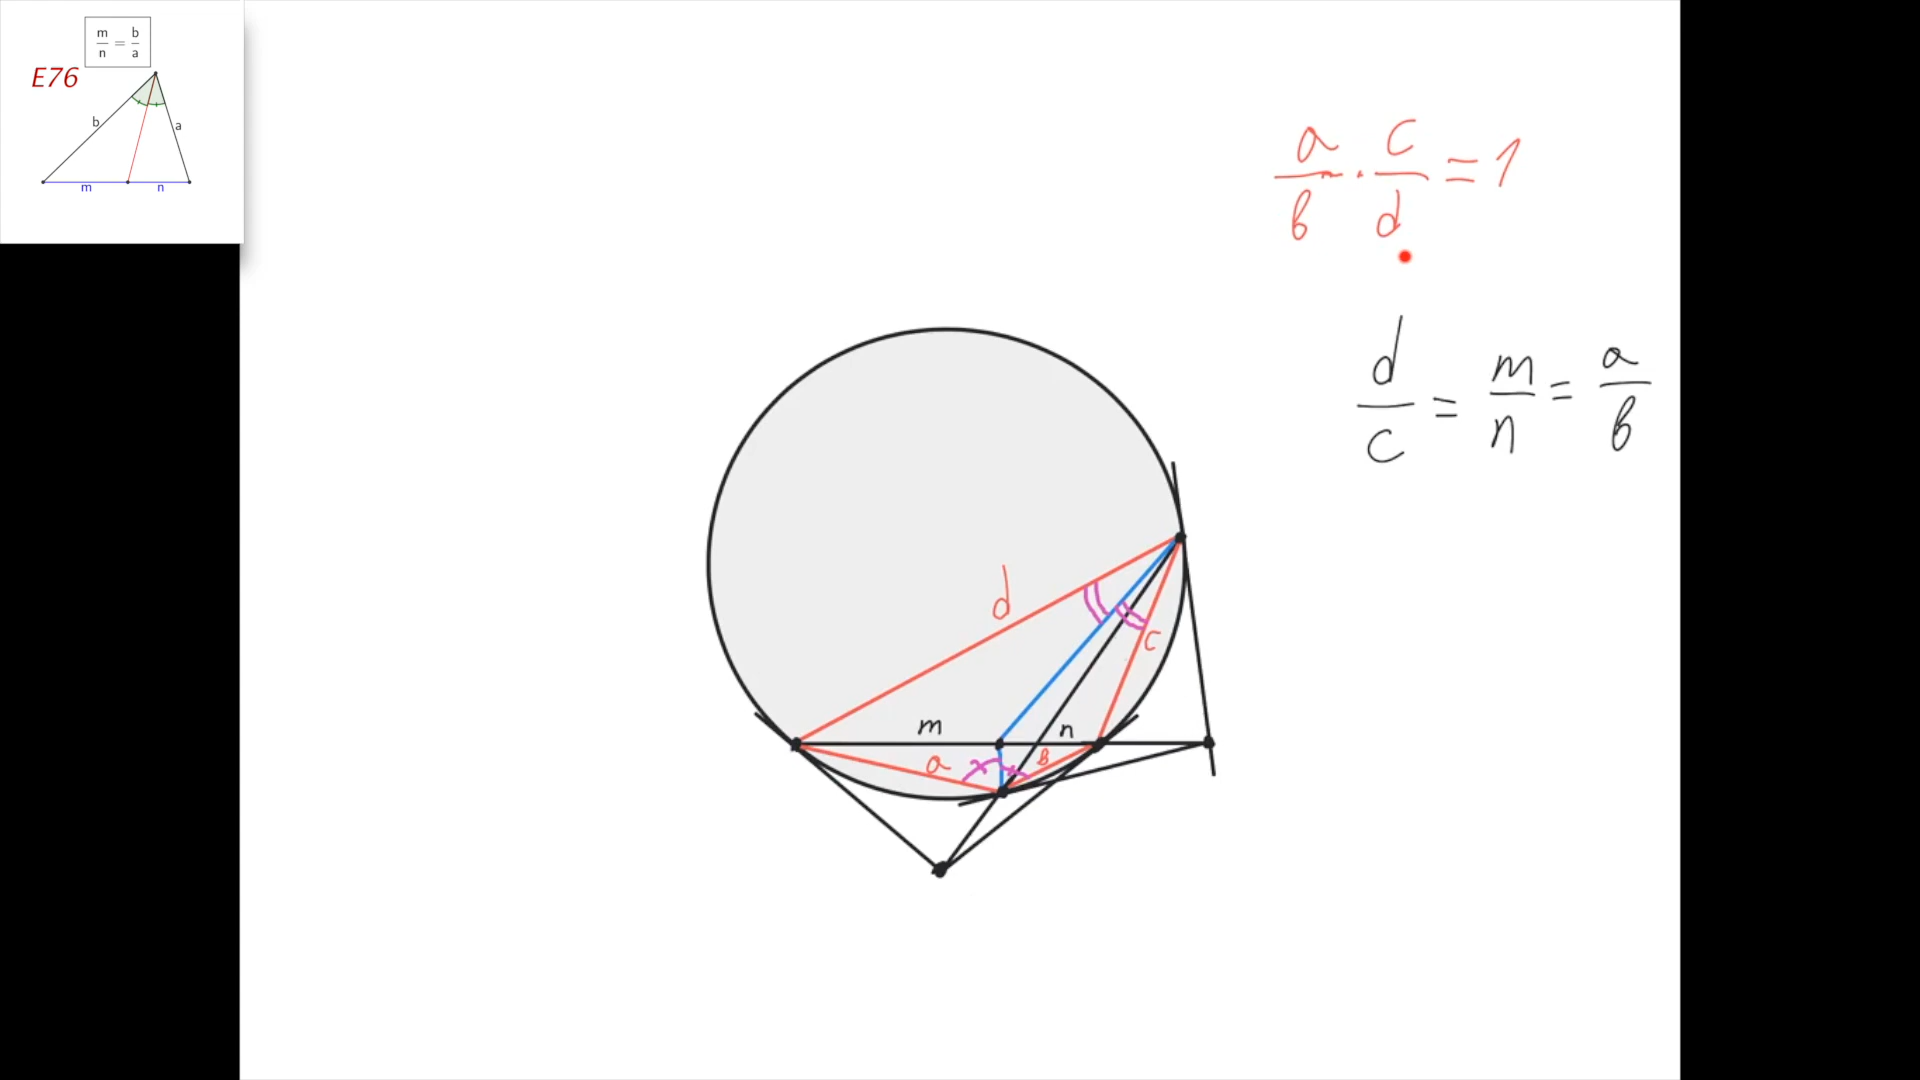 m/n = b/a
E76
b
a
m
n
a/b · c/d = 1
d/c = m/n = a/b
d
c
m
n
a
b